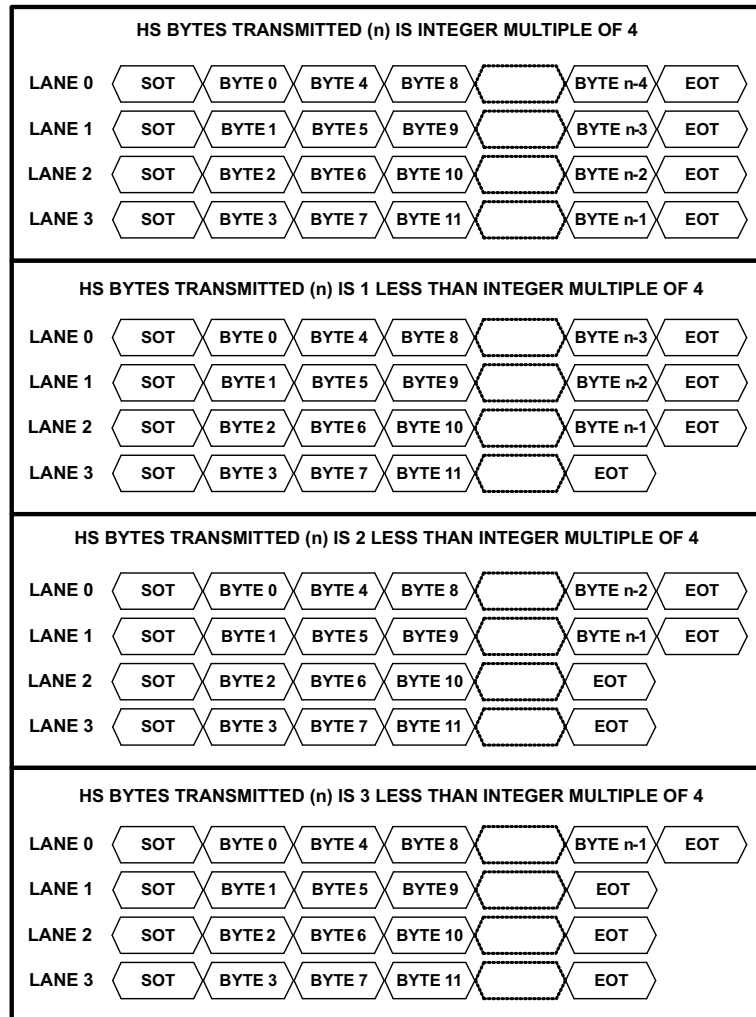 HS BYTES TRANSMITTED (n) IS INTEGER MULTIPLE OF 4
LANE 0 SOT BYTE 0 BYTE 4 BYTE 8 BYTE n-4 EOT
LANE 1 SOT BYTE 1 BYTE 5 BYTE 9 BYTE n-3 EOT
LANE 2 SOT BYTE 2 BYTE 6 BYTE 10 BYTE n-2 EOT
LANE 3 SOT BYTE 3 BYTE 7 BYTE 11 BYTE n-1 EOT
HS BYTES TRANSMITTED (n) IS 1 LESS THAN INTEGER MULTIPLE OF 4
LANE 0 SOT BYTE 0 BYTE 4 BYTE 8 BYTE n-3 EOT
LANE 1 SOT BYTE 1 BYTE 5 BYTE 9 BYTE n-2 EOT
LANE 2 SOT BYTE 2 BYTE 6 BYTE 10 BYTE n-1 EOT
LANE 3 SOT BYTE 3 BYTE 7 BYTE 11 EOT
HS BYTES TRANSMITTED (n) IS 2 LESS THAN INTEGER MULTIPLE OF 4
LANE 0 SOT BYTE 0 BYTE 4 BYTE 8 BYTE n-2 EOT
LANE 1 SOT BYTE 1 BYTE 5 BYTE 9 BYTE n-1 EOT
LANE 2 SOT BYTE 2 BYTE 6 BYTE 10 EOT
LANE 3 SOT BYTE 3 BYTE 7 BYTE 11 EOT
HS BYTES TRANSMITTED (n) IS 3 LESS THAN INTEGER MULTIPLE OF 4
LANE 0 SOT BYTE 0 BYTE 4 BYTE 8 BYTE n-1 EOT
LANE 1 SOT BYTE 1 BYTE 5 BYTE 9 EOT
LANE 2 SOT BYTE 2 BYTE 6 BYTE 10 EOT
LANE 3 SOT BYTE 3 BYTE 7 BYTE 11 EOT